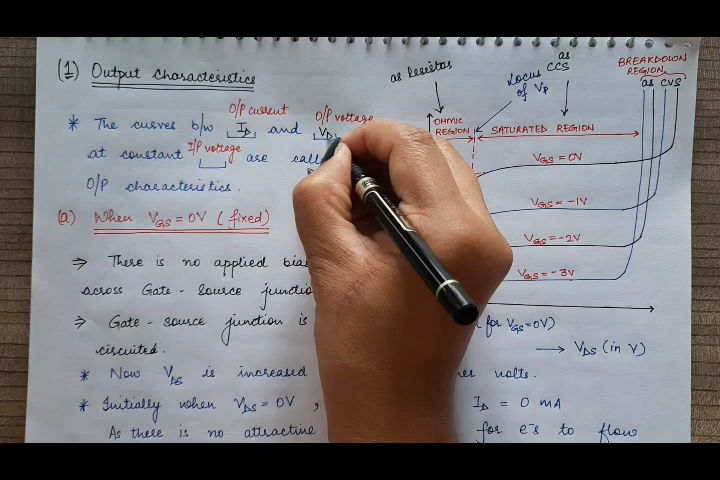 (1) Output characteristics
* The curves b/w I_D and V_D
O/P current
O/P voltage
at constant are call
I/P voltage
O/P characteristics.
(a) When V_GS = 0V (fixed)
⇒ There is no applied bias
across Gate - Source junctio
⇒ Gate - source junction is
circuited.
* Now V_DS is increased volts.
* Initially when V_DS = 0V , I_D = 0 mA
As there is no attractive for e⁻s to flow
as Resistor
Locus of V_P
as CCS
BREAKDOWN REGION
as CVS
OHMIC REGION
SATURATED REGION
V_GS = 0V
V_GS = -1V
V_GS = -2V
V_GS = -3V
(for V_GS = 0V)
→ V_DS (in V)